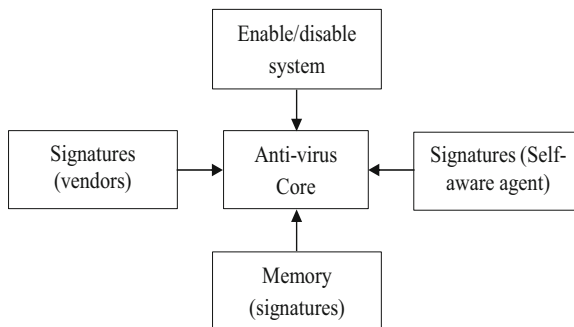 Enable/disable
system
Signatures
(vendors)
Anti-virus
Core
Signatures (Self-
aware agent)
Memory
(signatures)